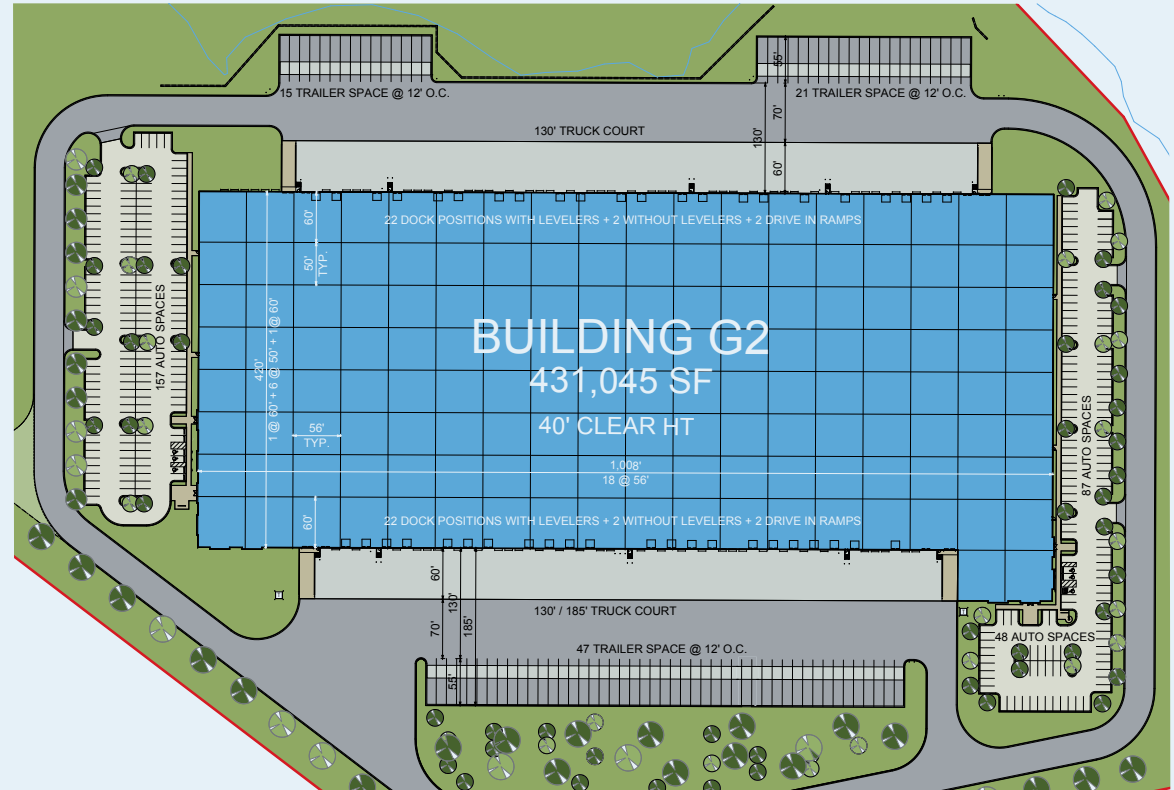 55'
15 TRAILER SPACE @ 12' O.C.
21 TRAILER SPACE @ 12' O.C.
70'
130' TRUCK COURT
130'
60'
60'
22 DOCK POSITIONS WITH LEVELERS + 2 WITHOUT LEVELERS + 2 DRIVE IN RAMPS
50'
TYP.
157 AUTO SPACES
BUILDING G2
431,045 SF
40' CLEAR HT
420'
1 @ 60' + 6 @ 50' + 1 @ 60'
56'
TYP.
87 AUTO SPACES
1,008'
18 @ 56'
60'
22 DOCK POSITIONS WITH LEVELERS + 2 WITHOUT LEVELERS + 2 DRIVE IN RAMPS
60'
130'
185'
70'
130' / 185' TRUCK COURT
48 AUTO SPACES
47 TRAILER SPACE @ 12' O.C.
55'